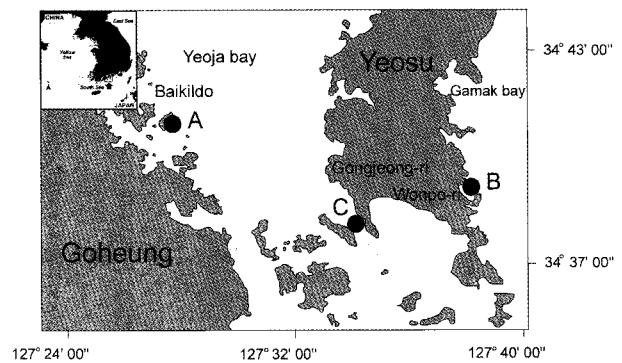 CHINA
East Sea
Yellow Sea
South Sea
JAPAN
Yeoja bay
Yeosu
34° 43' 00"
Baikildo
Gamak bay
A
Gongjeong-ri
B
Wonpo-ri
C
Goheung
34° 37' 00"
127° 24' 00"
127° 32' 00"
127° 40' 00"